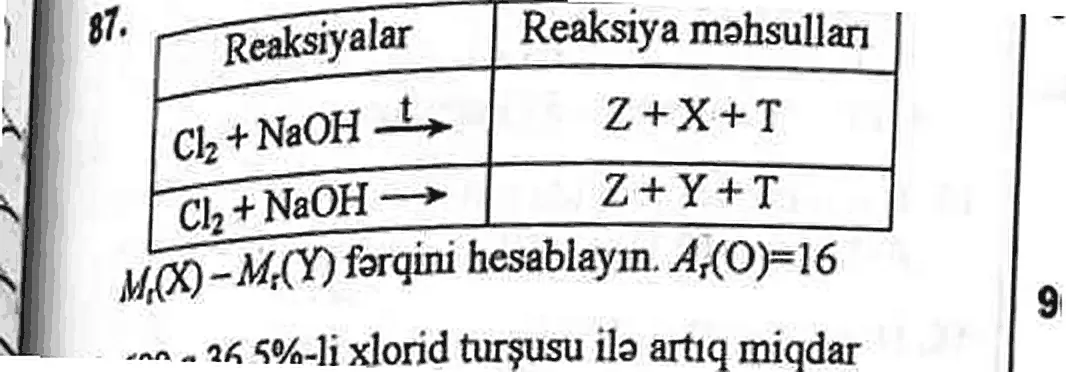 87.
Reaksiyalar Reaksiya məhsulları
Cl₂ + NaOH —t→ Z + X + T
Cl₂ + NaOH → Z + Y + T
Mᵣ(X) – Mᵣ(Y) fərqini hesablayın. Aᵣ(O)=16
36,5%-li xlorid turşusu ilə artıq miqdar
9